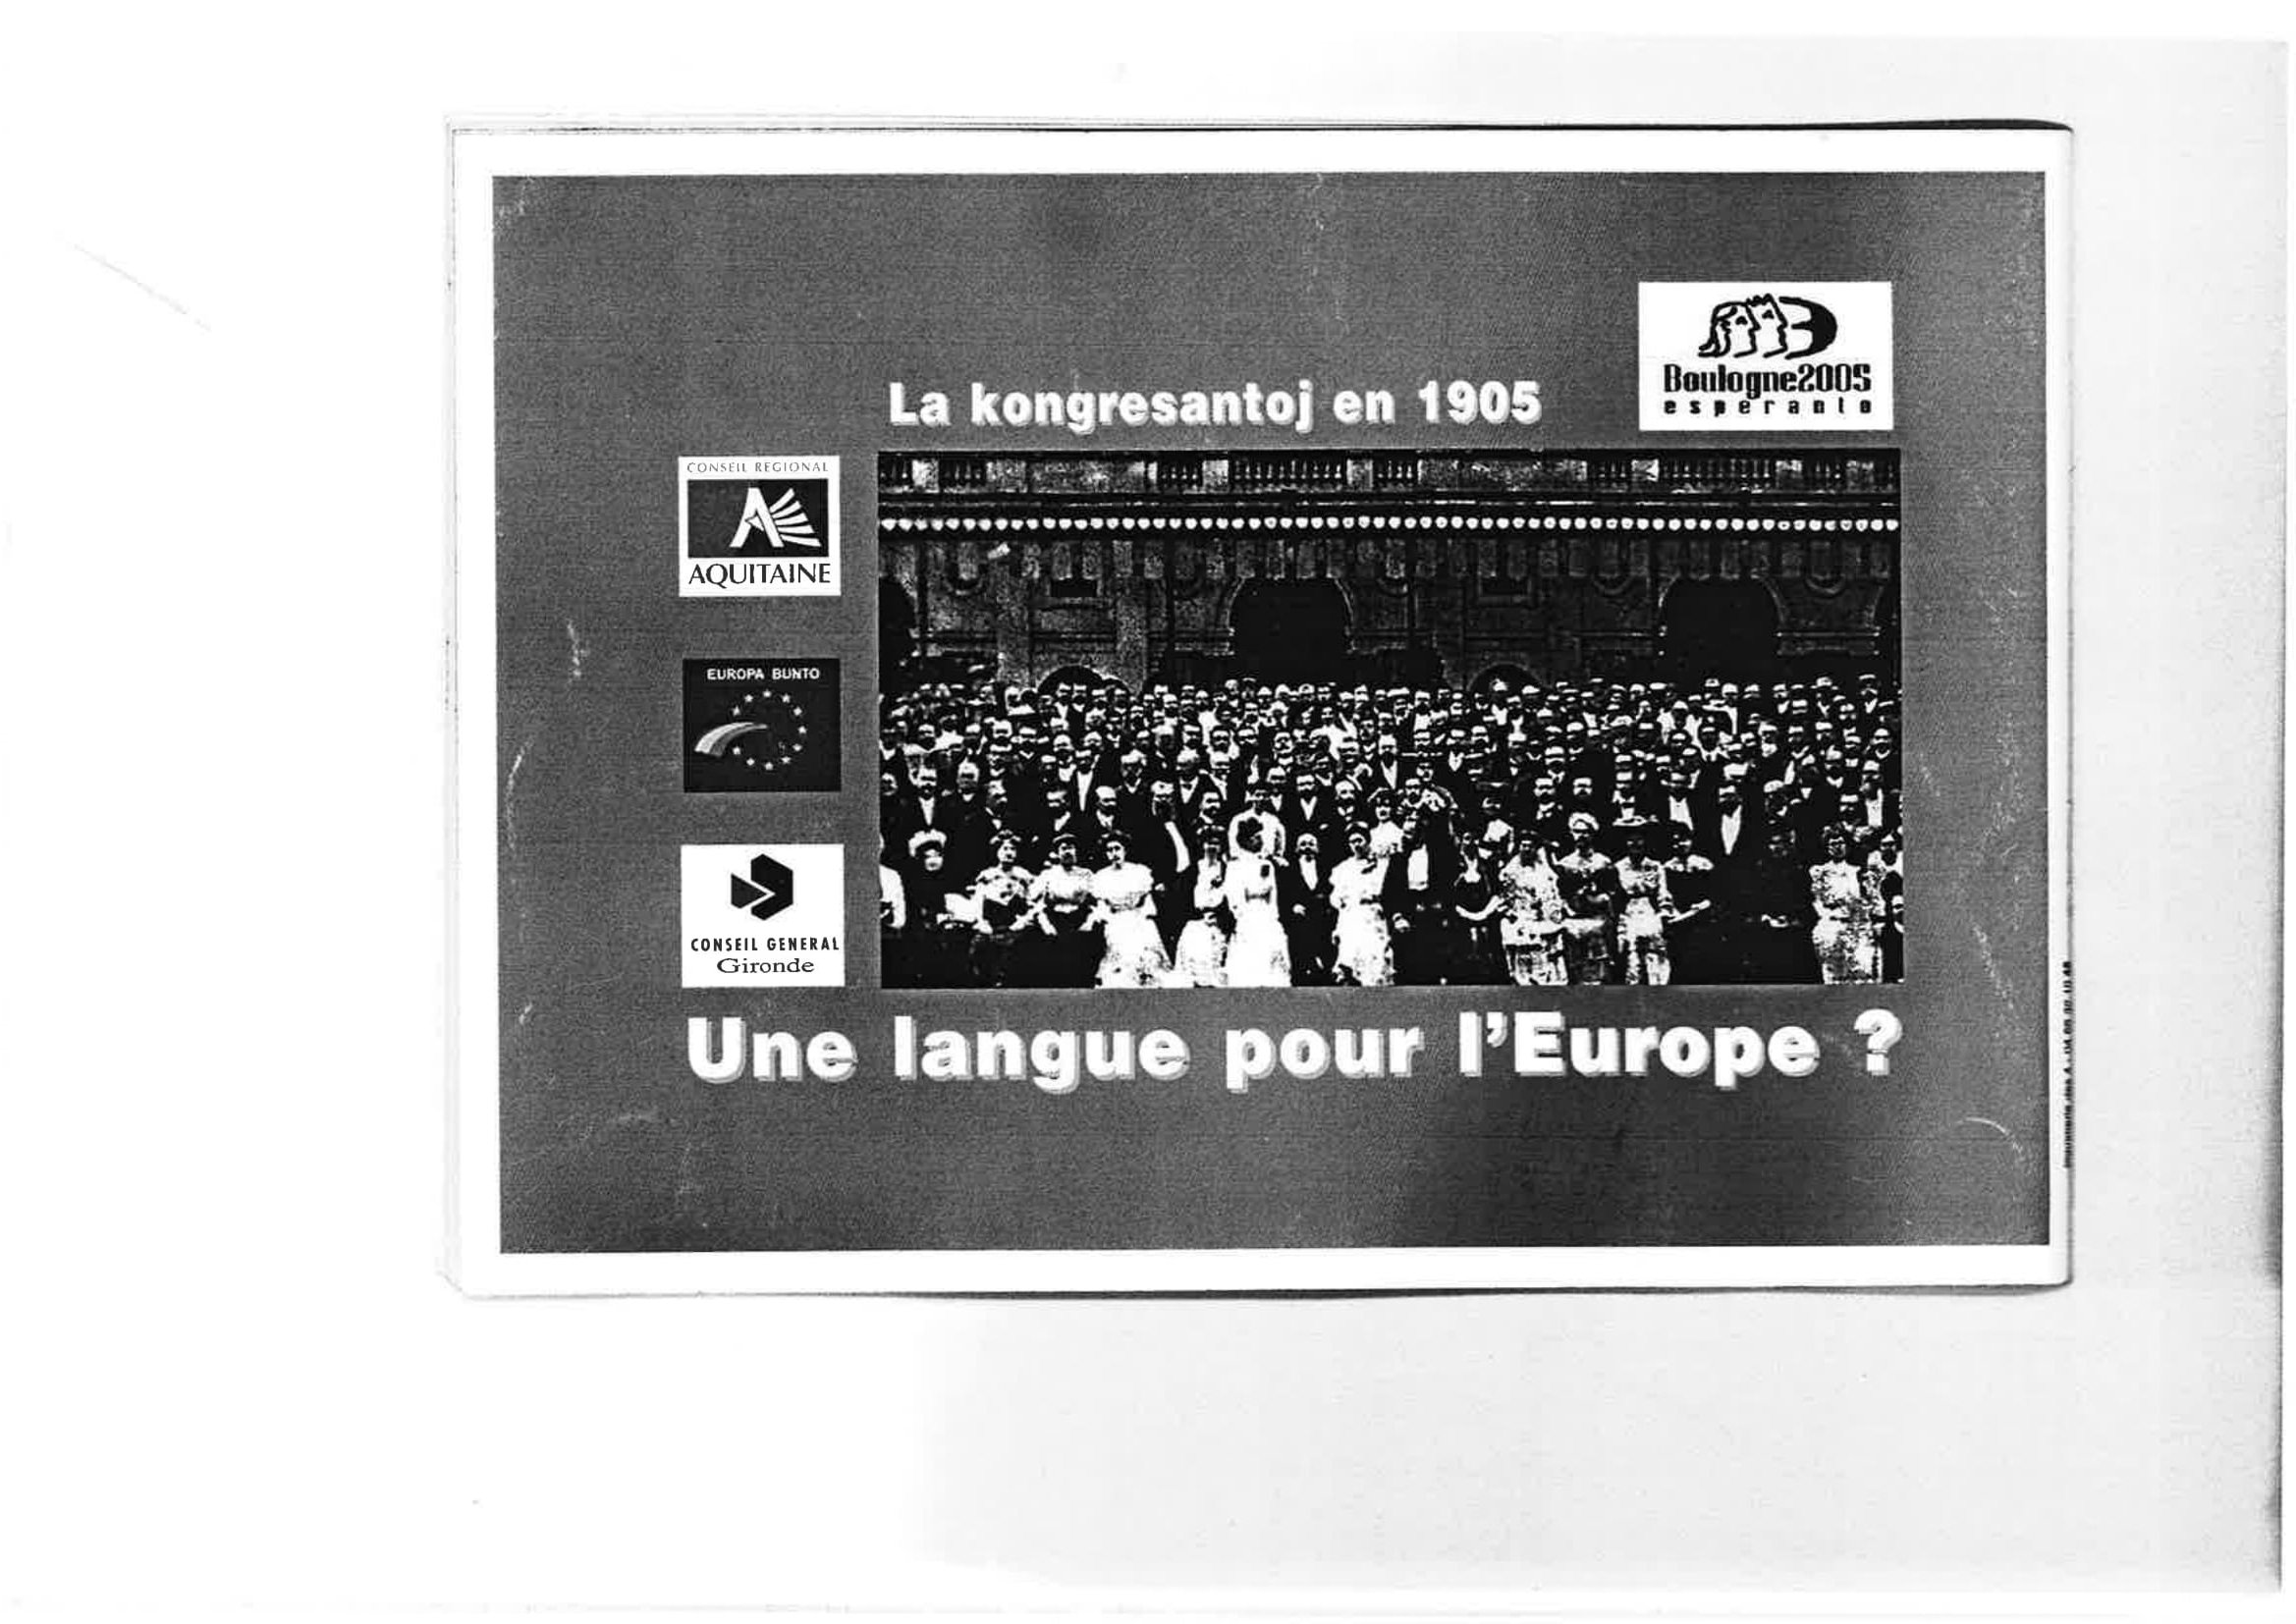 La kongresantoj en 1905
Boulogne2005
esperanto
CONSEIL REGIONAL
AQUITAINE
EUROPA BUNTO
CONSEIL GENERAL
Gironde
Une langue pour l'Europe ?